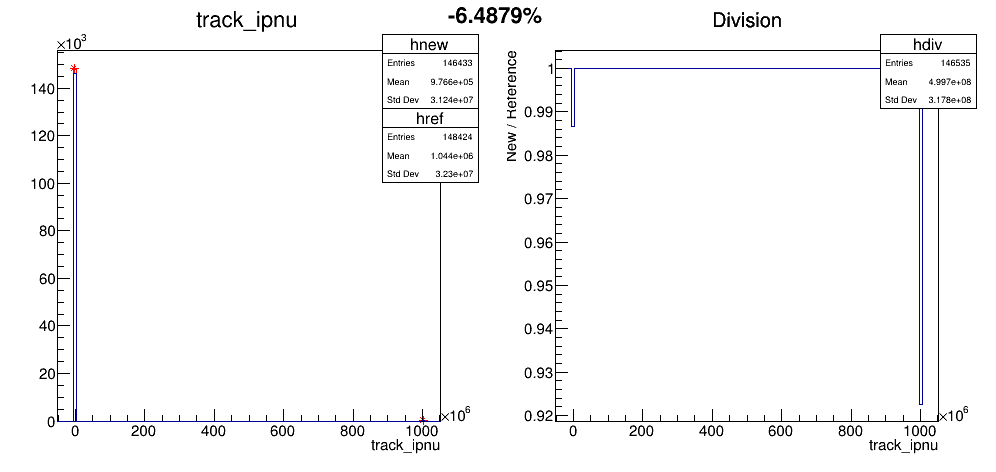 -6.4879%
track_ipnu
×10³
hnew
Entries 146433
Mean 9.766e+05
Std Dev 3.124e+07
href
Entries 148424
Mean 1.044e+06
Std Dev 3.23e+07
140
120
100
80
60
40
20
0
0 200 400 600 800 1000
×10⁶
track_ipnu
Division
hdiv
Entries 146535
Mean 4.997e+08
Std Dev 3.178e+08
New / Reference
1
0.99
0.98
0.97
0.96
0.95
0.94
0.93
0.92
0 200 400 600 800 1000
×10⁶
track_ipnu